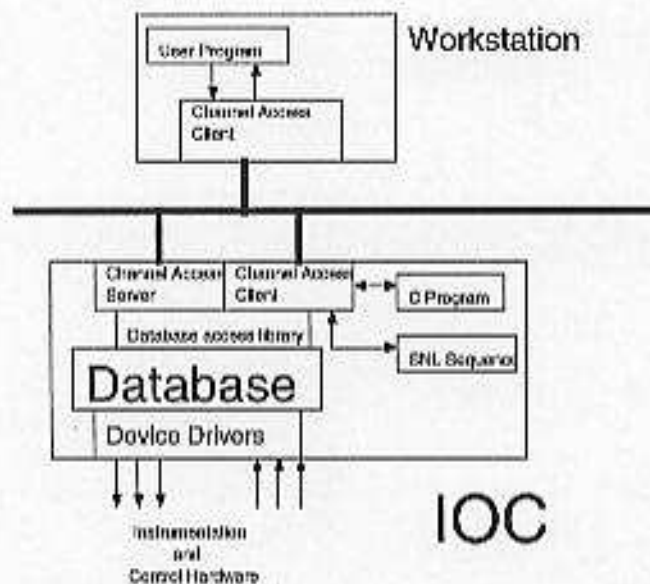 Workstation
User Program
Channel Access
Client
Channel Access
Server
Channel Access
Client
C Program
Database access library
SNL Sequence
Database
Device Drivers
IOC
Instrumentation
and
Control Hardware